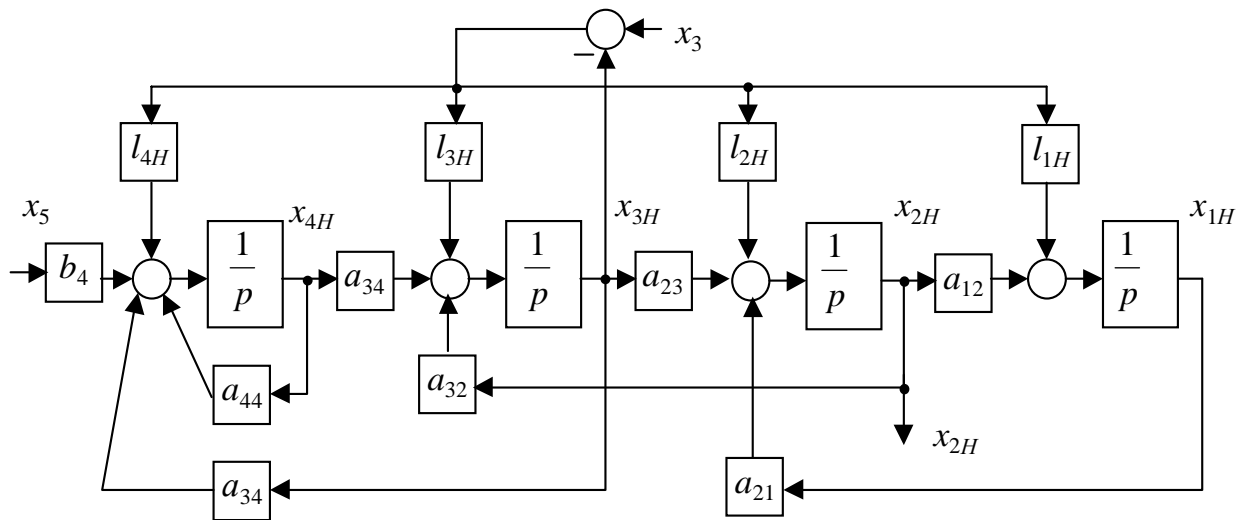 x3
−
l4H
l3H
l2H
l1H
x5
x4H
x3H
x2H
x1H
b4
1/p
a34
1/p
a23
1/p
a12
1/p
a44
a32
x2H
a34
a21